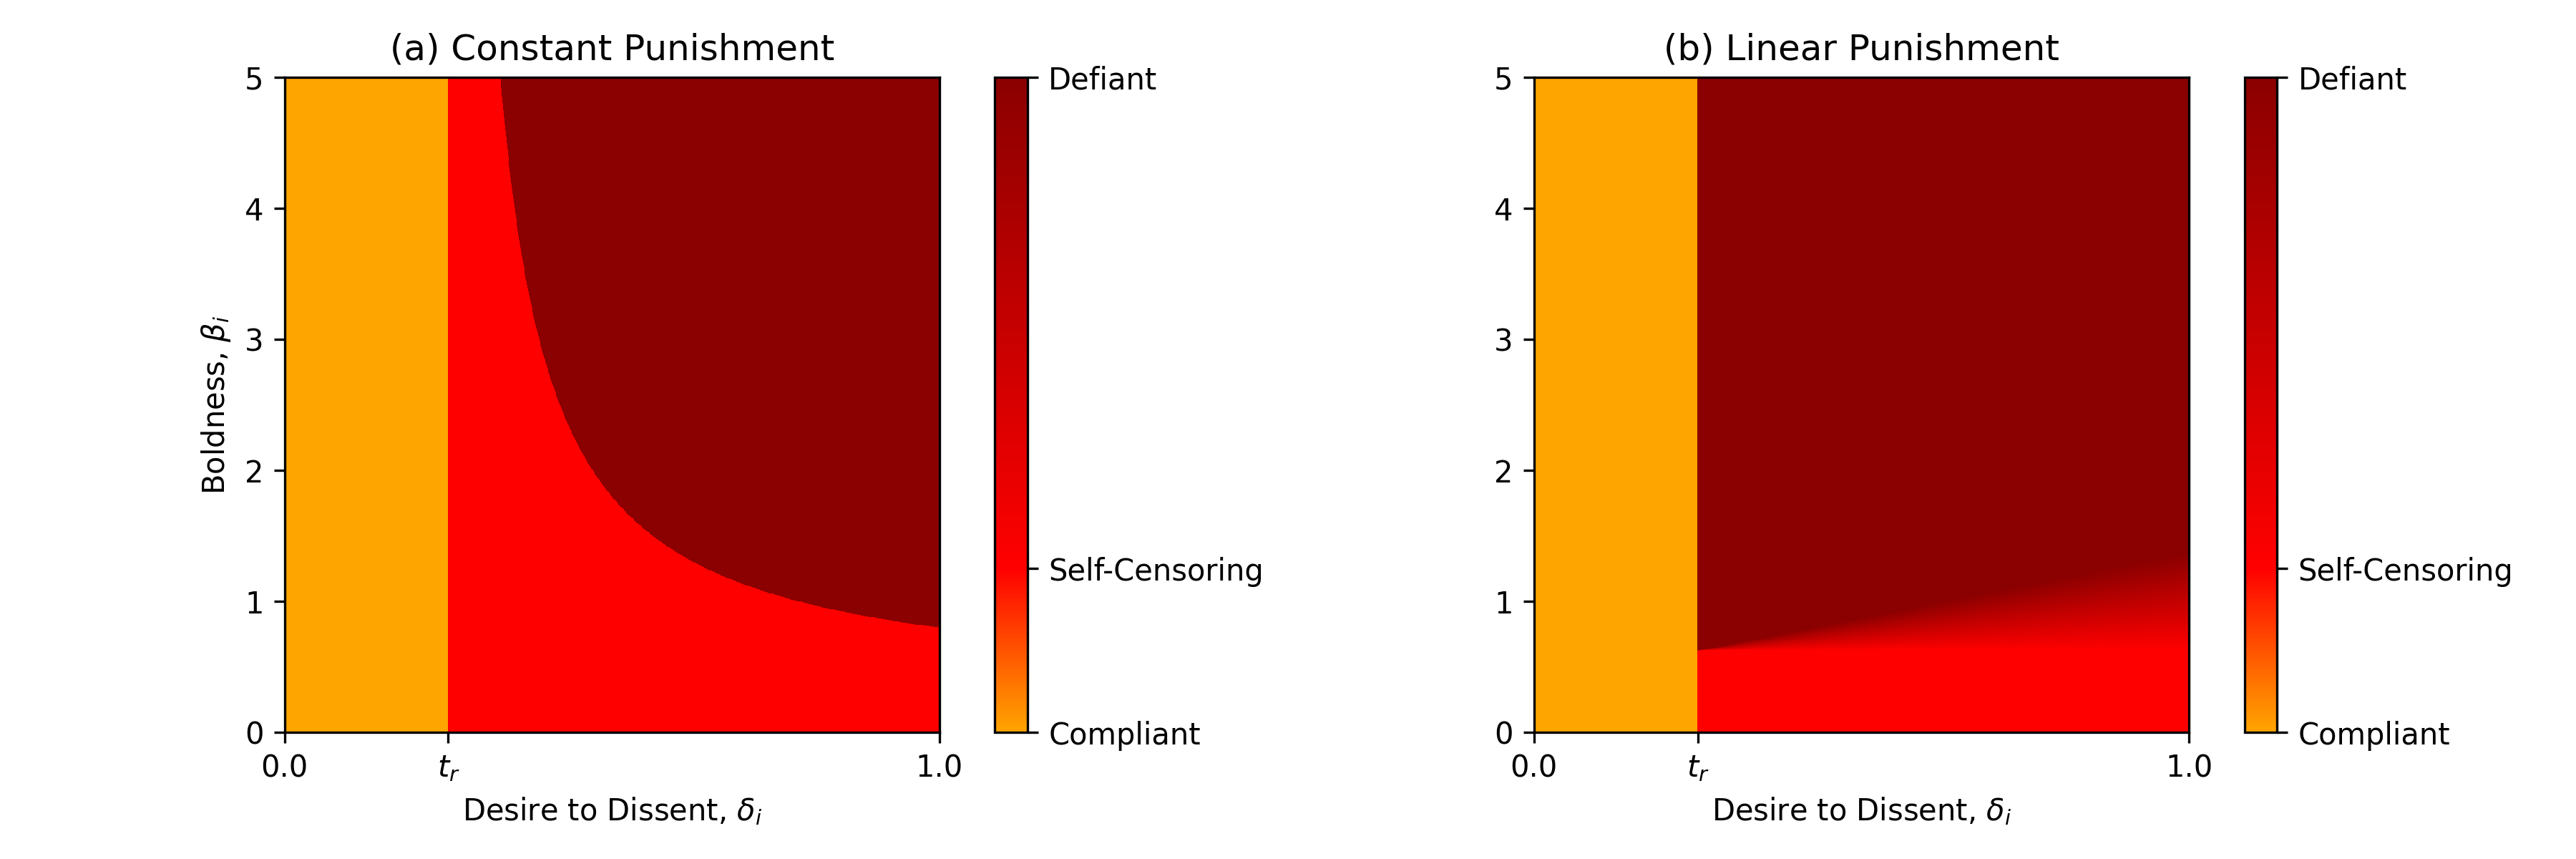 (a) Constant Punishment
5
4
3
2
1
0
Boldness, βi
0.0
tr
1.0
Desire to Dissent, δi
Defiant
Self-Censoring
Compliant
(b) Linear Punishment
5
4
3
2
1
0
0.0
tr
1.0
Desire to Dissent, δi
Defiant
Self-Censoring
Compliant